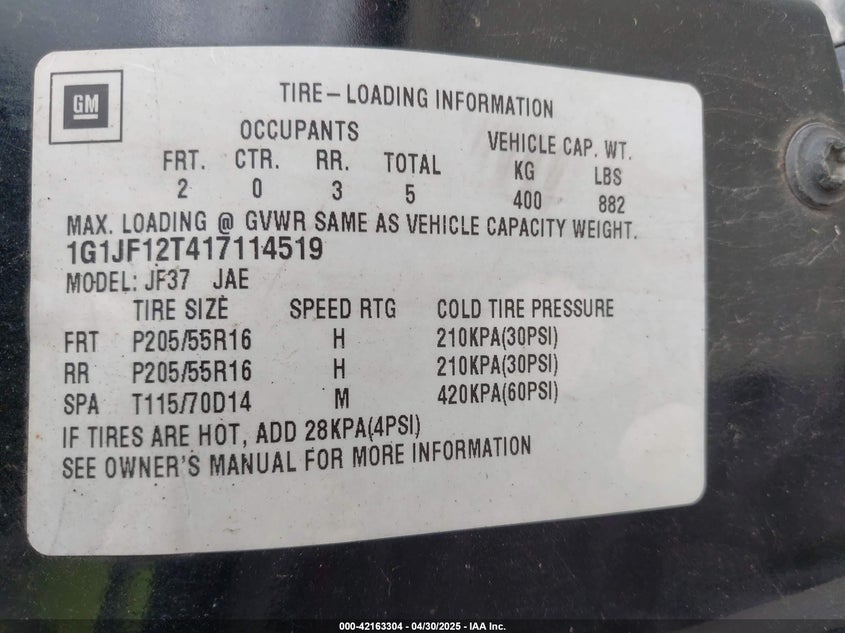 GM
TIRE-LOADING INFORMATION
OCCUPANTS VEHICLE CAP. WT.
FRT. CTR. RR. TOTAL KG LBS
2 0 3 5 400 882
MAX. LOADING @ GVWR SAME AS VEHICLE CAPACITY WEIGHT.
1G1JF12T417114519
MODEL: JF37 JAE
TIRE SIZE SPEED RTG COLD TIRE PRESSURE
FRT P205/55R16 H 210KPA(30PSI)
RR P205/55R16 H 210KPA(30PSI)
SPA T115/70D14 M 420KPA(60PSI)
IF TIRES ARE HOT, ADD 28KPA(4PSI)
SEE OWNER'S MANUAL FOR MORE INFORMATION
000-42163304 - 04/30/2025 - IAA Inc.